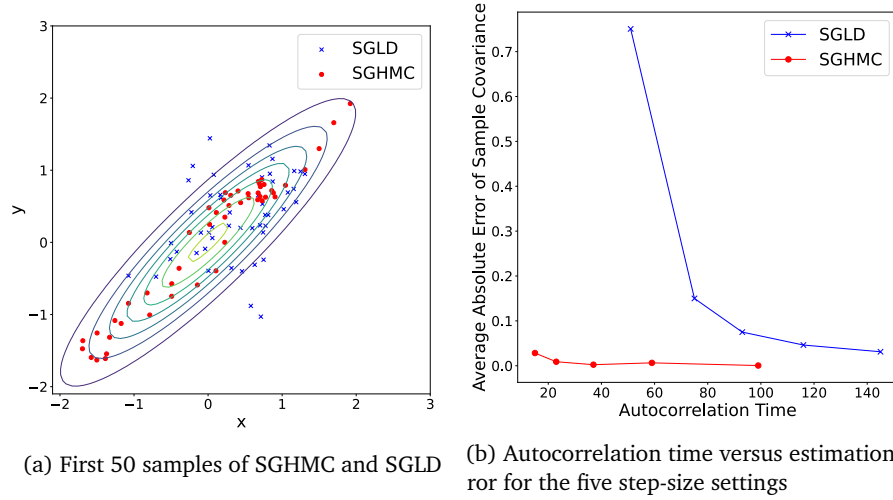 3
2
1
0
−1
−2
y
−2
−1
0
1
2
3
x
SGLD
SGHMC
(a) First 50 samples of SGHMC and SGLD
0.7
0.6
0.5
0.4
0.3
0.2
0.1
0.0
Average Absolute Error of Sample Covariance
20
40
60
80
100
120
140
Autocorrelation Time
SGLD
SGHMC
(b) Autocorrelation time versus estimation
ror for the five step-size settings